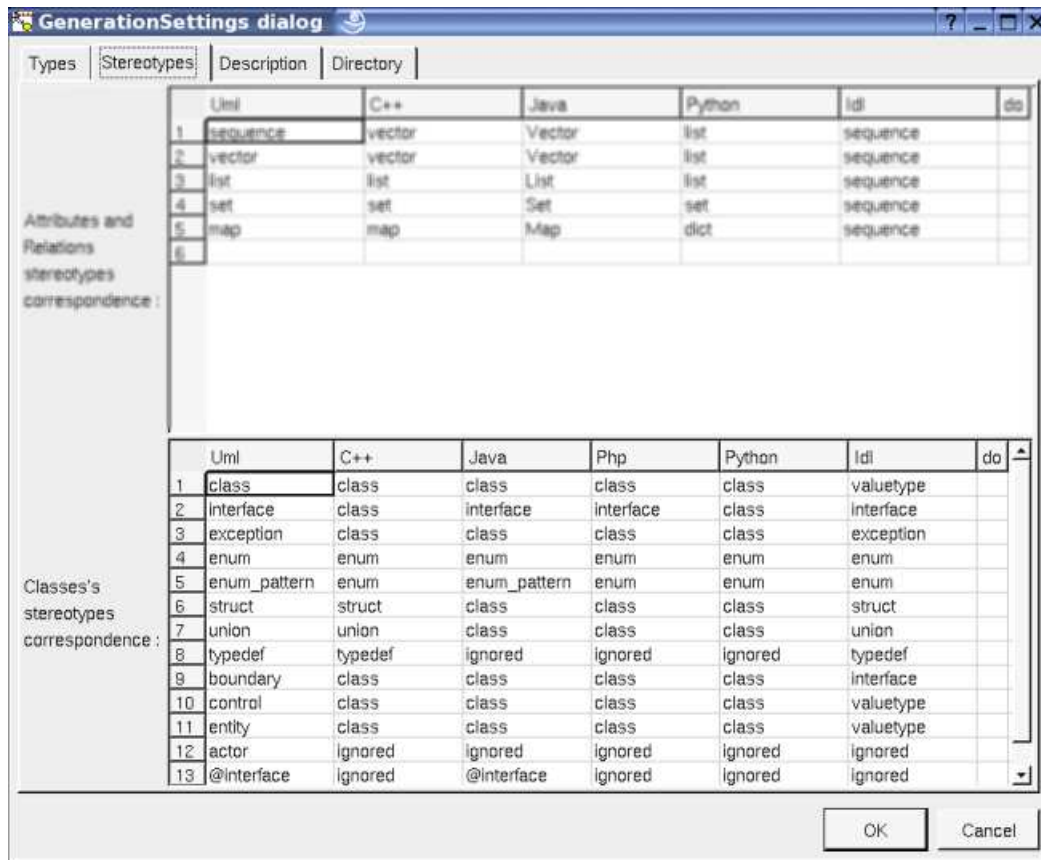 GenerationSettings dialog ?
Types Stereotypes Description Directory
Uml C++ Java Python Idl do
1 sequence vector Vector list sequence
2 vector vector Vector list sequence
3 list list List list sequence
4 set set Set set sequence
5 map map Map dict sequence
6
Attributes and
Relations
stereotypes
correspondence :
Uml C++ Java Php Python Idl do
1 class class class class class valuetype
2 interface class interface interface class interface
3 exception class class class class exception
4 enum enum enum enum enum enum
5 enum_pattern enum enum_pattern enum enum enum
6 struct struct class class class struct
7 union union class class class union
8 typedef typedef ignored ignored ignored typedef
9 boundary class class class class interface
10 control class class class class valuetype
11 entity class class class class valuetype
12 actor ignored ignored ignored ignored ignored
13 @interface ignored @interface ignored ignored ignored
Classes's
stereotypes
correspondence :
OK Cancel